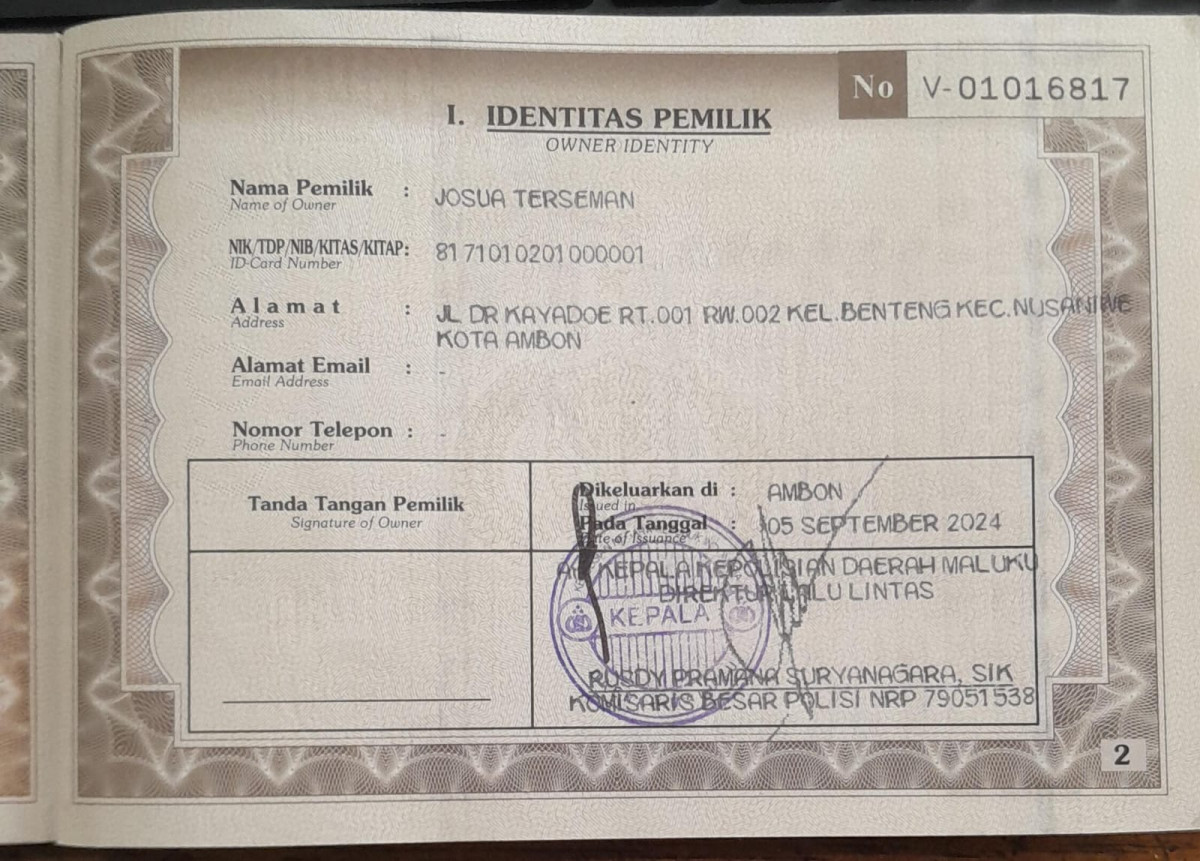 No V-01016817
I. IDENTITAS PEMILIK
OWNER IDENTITY
Nama Pemilik : JOSUA TERSEMAN
Name of Owner
NIK/TDP/NIB/KITAS/KITAP: 8171010201000001
ID-Card Number
Alamat : JL DR KAYADOE RT.001 RW.002 KEL.BENTENG KEC.NUSANIWE
Address
KOTA AMBON
Alamat Email : -
Email Address
Nomor Telepon : -
Phone Number
Tanda Tangan Pemilik
Signature of Owner
Dikeluarkan di : AMBON
Issued in
Pada Tanggal : 05 SEPTEMBER 2024
Date of Issuance
KEPALA KEPOLISIAN DAERAH MALUKU
DIREKTUR LALU LINTAS
KEPALA
ROSDY PRAMANA SURYANAGARA, SIK
KOMISARIS BESAR POLISI NRP 79051538
2